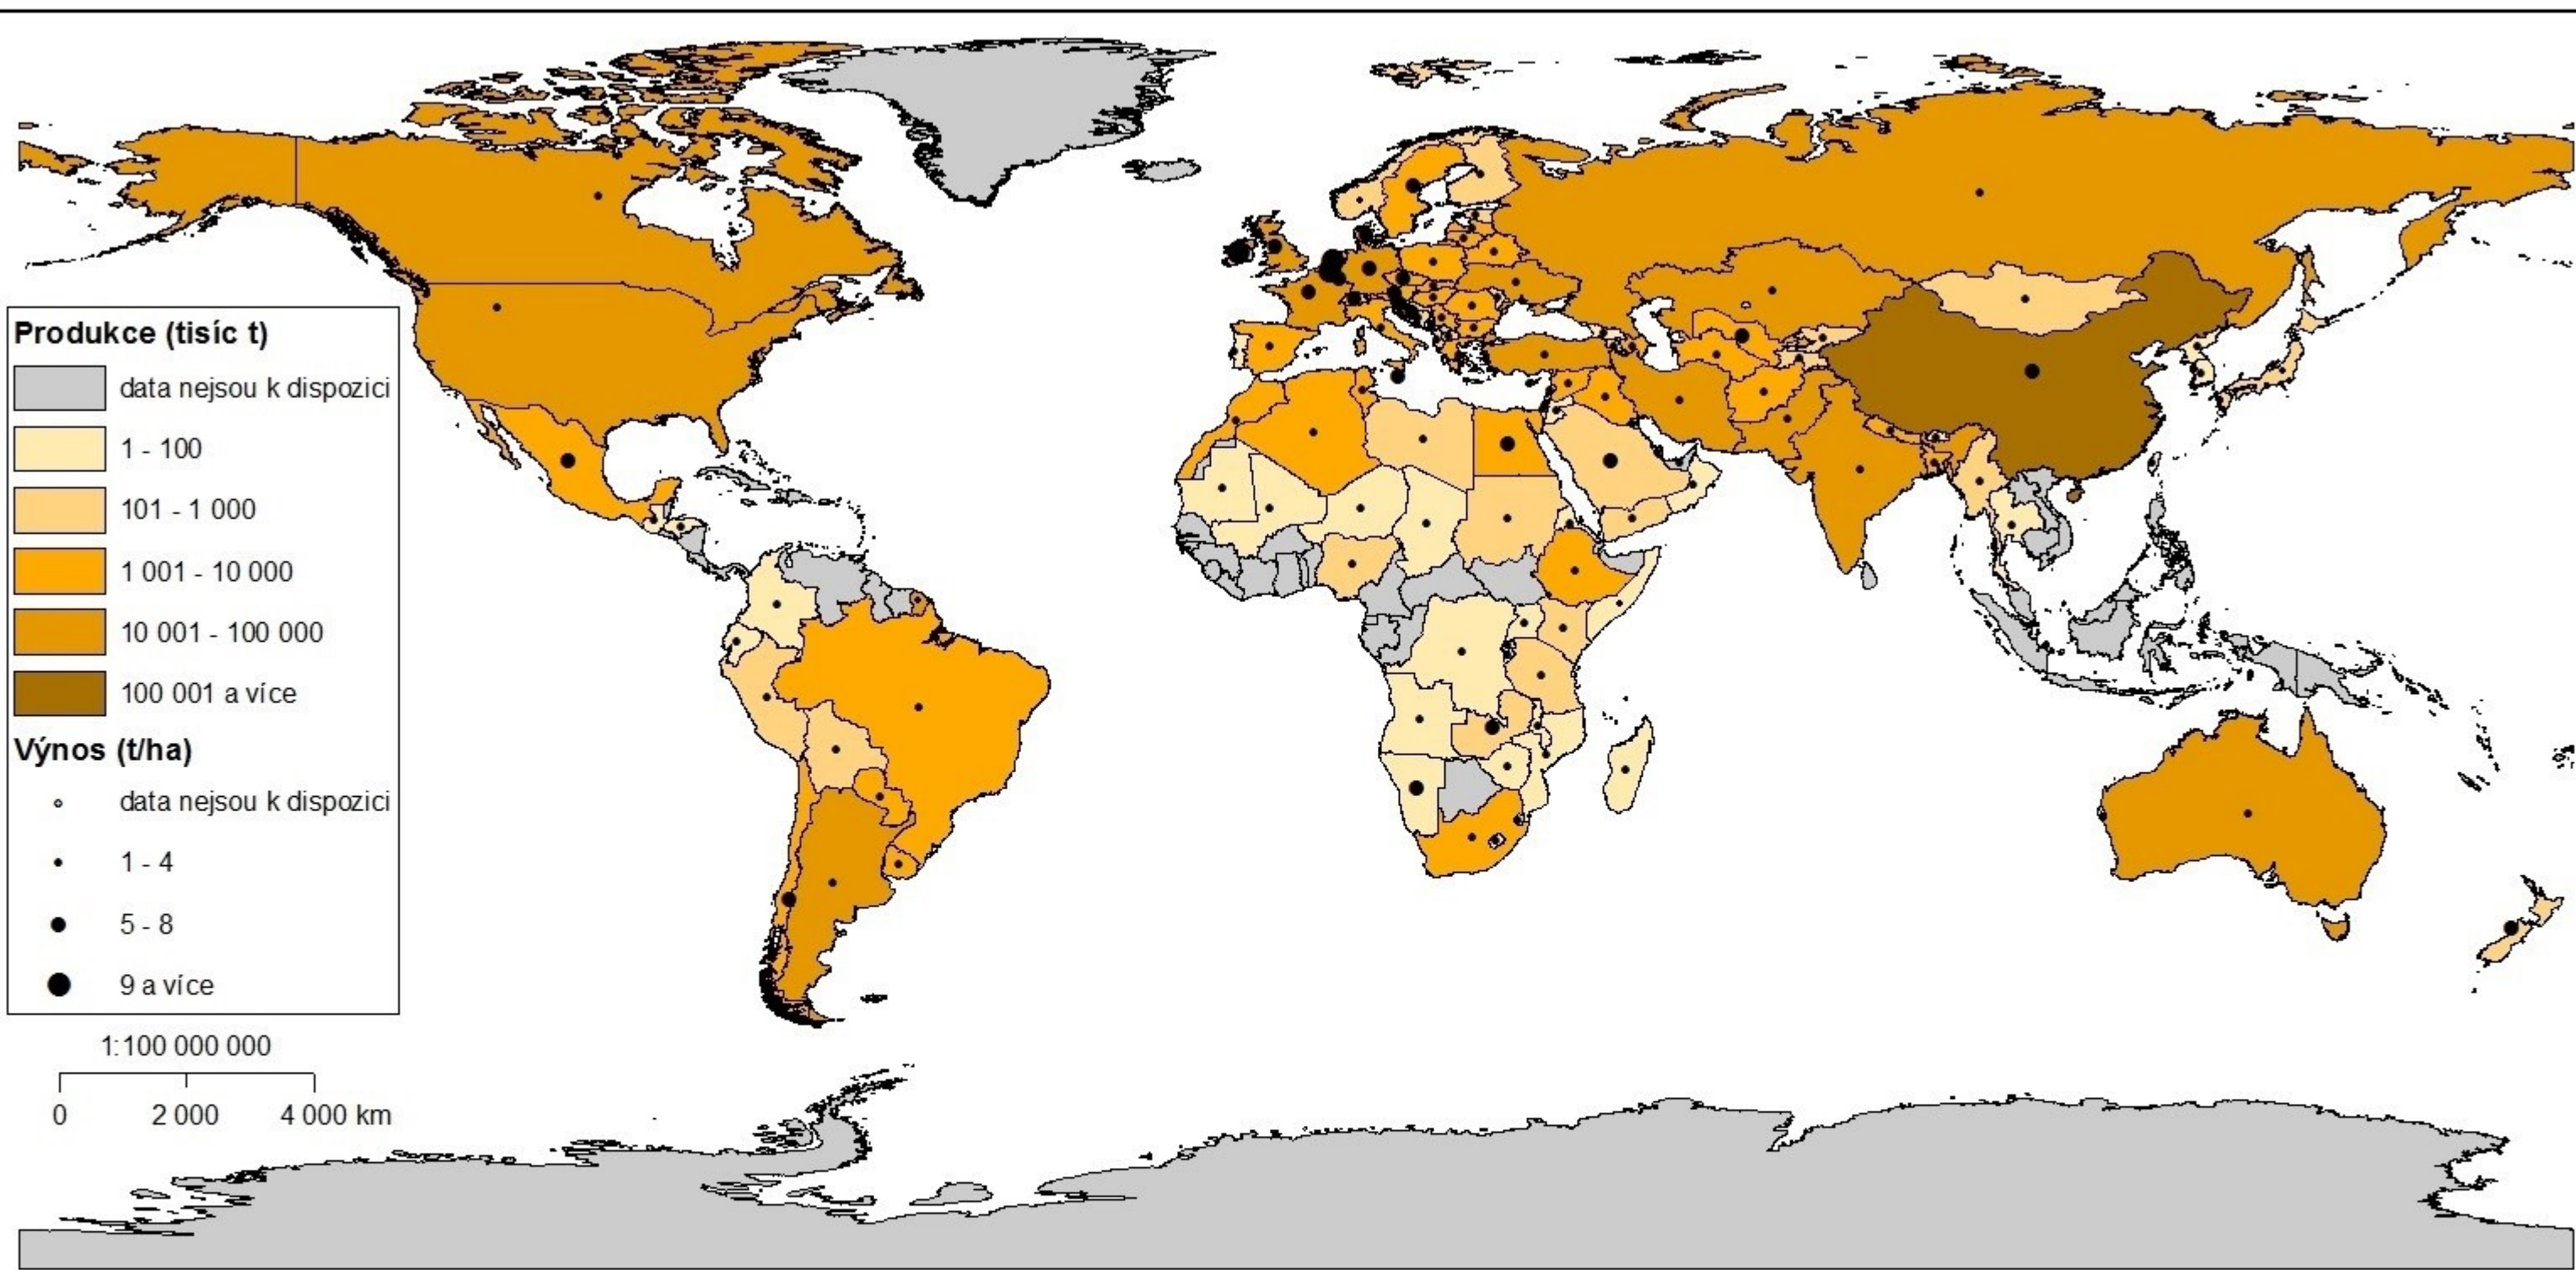 Produkce (tisíc t)
data nejsou k dispozici
1 - 100
101 - 1 000
1 001 - 10 000
10 001 - 100 000
100 001 a více
Výnos (t/ha)
data nejsou k dispozici
1 - 4
5 - 8
9 a více
1:100 000 000
0 2 000 4 000 km